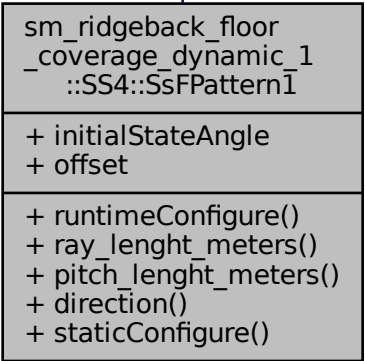 sm_ridgeback_floor
_coverage_dynamic_1
::SS4::SsFPattern1
+ initialStateAngle
+ offset
+ runtimeConfigure()
+ ray_lenght_meters()
+ pitch_lenght_meters()
+ direction()
+ staticConfigure()